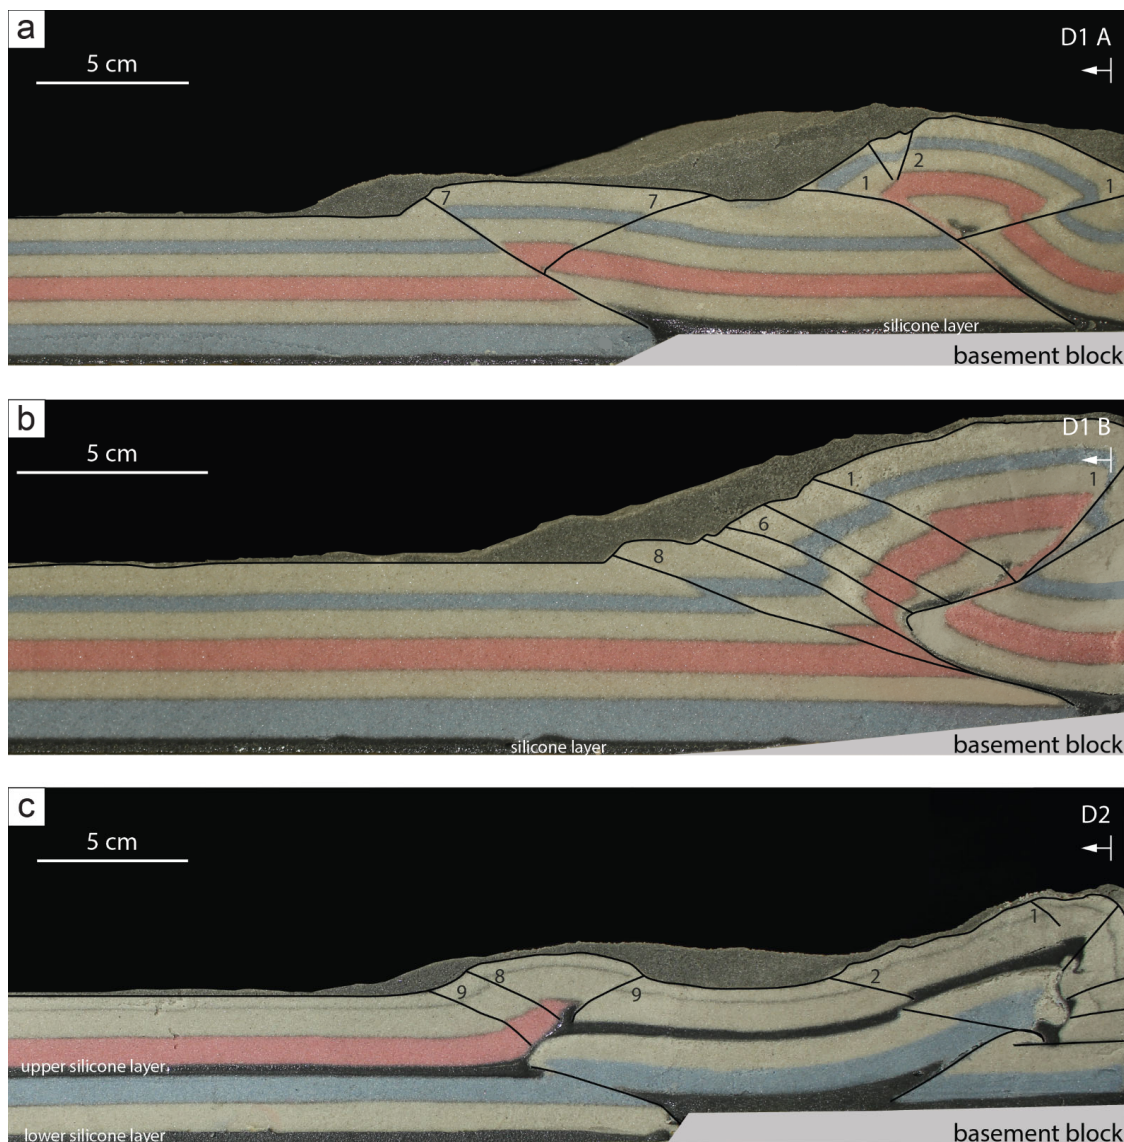 a
D1 A
5 cm
2
1
1
7
7
silicone layer
basement block
b
D1 B
5 cm
1
1
6
8
silicone layer
basement block
c
D2
5 cm
1
2
8
9
9
upper silicone layer
lower silicone layer
basement block